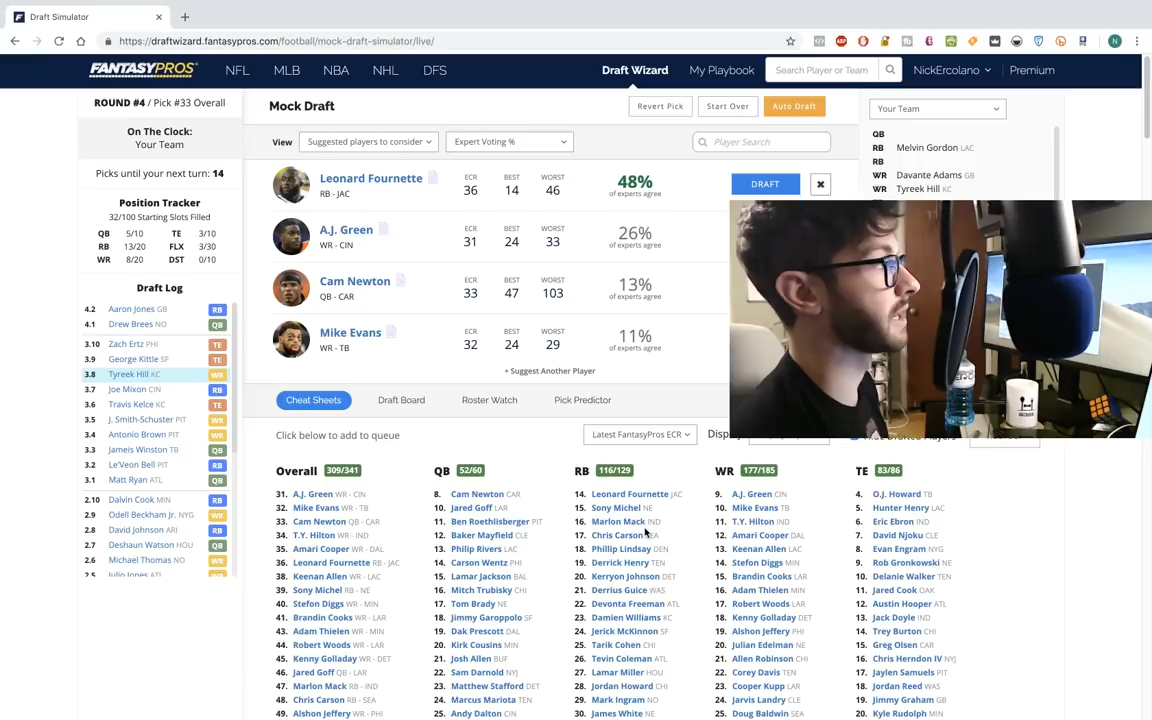 Draft Simulator
https://draftwizard.fantasypros.com/football/mock-draft-simulator/live/
FANTASYPROS NFL MLB NBA NHL DFS Draft Wizard My Playbook Search Player or Team NickErcolano Premium
ROUND #4 / Pick #33 Overall
On The Clock:
Your Team
Picks until your next turn: 14
Position Tracker
32/100 Starting Slots Filled
QB 5/10 TE 3/10
RB 13/20 FLX 3/30
WR 8/20 DST 0/10
Draft Log
4.2 Aaron Jones GB RB
4.1 Drew Brees NO QB
3.10 Zach Ertz PHI TE
3.9 George Kittle SF TE
3.8 Tyreek Hill KC WR
3.7 Joe Mixon CIN RB
3.6 Travis Kelce KC TE
3.5 J. Smith-Schuster PIT WR
3.4 Antonio Brown PIT WR
3.3 Jameis Winston TB QB
3.2 Le'Veon Bell PIT RB
3.1 Matt Ryan ATL QB
2.10 Dalvin Cook MIN RB
2.9 Odell Beckham Jr. NYG WR
2.8 David Johnson ARI RB
2.7 Deshaun Watson HOU QB
2.6 Michael Thomas NO WR
2.5 Julio Jones ATL
Mock Draft Revert Pick Start Over Auto Draft
View Suggested players to consider Expert Voting % Player Search
Leonard Fournette ECR BEST WORST 48%
RB - JAC 36 14 46 of experts agree DRAFT
A.J. Green ECR BEST WORST 26%
WR - CIN 31 24 33 of experts agree
Cam Newton ECR BEST WORST 13%
QB - CAR 33 47 103 of experts agree
Mike Evans ECR BEST WORST 11%
WR - TB 32 24 29 of experts agree
+ Suggest Another Player
Your Team
QB
RB Melvin Gordon LAC
RB
WR Davante Adams GB
WR Tyreek Hill KC
Cheat Sheets Draft Board Roster Watch Pick Predictor
Click below to add to queue Latest FantasyPros ECR
Overall 309/341 QB 52/60 RB 116/129 WR 177/185 TE 83/86
31. A.J. Green WR - CIN 8. Cam Newton CAR 14. Leonard Fournette JAC 9. A.J. Green CIN 4. O.J. Howard TB
32. Mike Evans WR - TB 10. Jared Goff LAR 15. Sony Michel NE 10. Mike Evans TB 5. Hunter Henry LAC
33. Cam Newton QB - CAR 11. Ben Roethlisberger PIT 16. Marlon Mack IND 11. T.Y. Hilton IND 6. Eric Ebron IND
34. T.Y. Hilton WR - IND 12. Baker Mayfield CLE 17. Chris Carson 12. Amari Cooper DAL 7. David Njoku CLE
35. Amari Cooper WR - DAL 13. Philip Rivers LAC 18. Phillip Lindsay DEN 13. Keenan Allen LAC 8. Evan Engram NYG
36. Leonard Fournette RB - JAC 14. Carson Wentz PHI 19. Derrick Henry TEN 14. Stefon Diggs MIN 9. Rob Gronkowski NE
38. Keenan Allen WR - LAC 15. Lamar Jackson BAL 20. Kerryon Johnson DET 15. Brandin Cooks LAR 10. Delanie Walker TEN
39. Sony Michel RB - NE 16. Mitch Trubisky CHI 21. Derrius Guice WAS 16. Adam Thielen MIN 11. Jared Cook OAK
40. Stefon Diggs WR - MIN 17. Tom Brady NE 22. Devonta Freeman ATL 17. Robert Woods LAR 12. Austin Hooper ATL
41. Brandin Cooks WR - LAR 18. Jimmy Garoppolo SF 23. Damien Williams KC 18. Kenny Golladay DET 13. Jack Doyle IND
43. Adam Thielen WR - MIN 19. Dak Prescott DAL 24. Jerick McKinnon SF 19. Alshon Jeffery PHI 14. Trey Burton CHI
44. Robert Woods WR - LAR 20. Kirk Cousins MIN 25. Tarik Cohen CHI 20. Julian Edelman NE 15. Greg Olsen CAR
45. Kenny Golladay WR - DET 21. Josh Allen BUF 26. Tevin Coleman ATL 21. Allen Robinson CHI 16. Chris Herndon IV NYJ
46. Jared Goff QB - LAR 22. Sam Darnold NYJ 27. Lamar Miller HOU 22. Corey Davis TEN 17. Jaylen Samuels PIT
47. Marlon Mack RB - IND 23. Matthew Stafford DET 28. Jordan Howard CHI 23. Cooper Kupp LAR 18. Jordan Reed WAS
48. Chris Carson RB - SEA 24. Marcus Mariota TEN 29. Mark Ingram NO 24. Jarvis Landry CLE 19. Jimmy Graham GB
49. Alshon Jeffery WR - PHI 25. Andy Dalton CIN 30. James White NE 25. Doug Baldwin SEA 20. Kyle Rudolph MIN